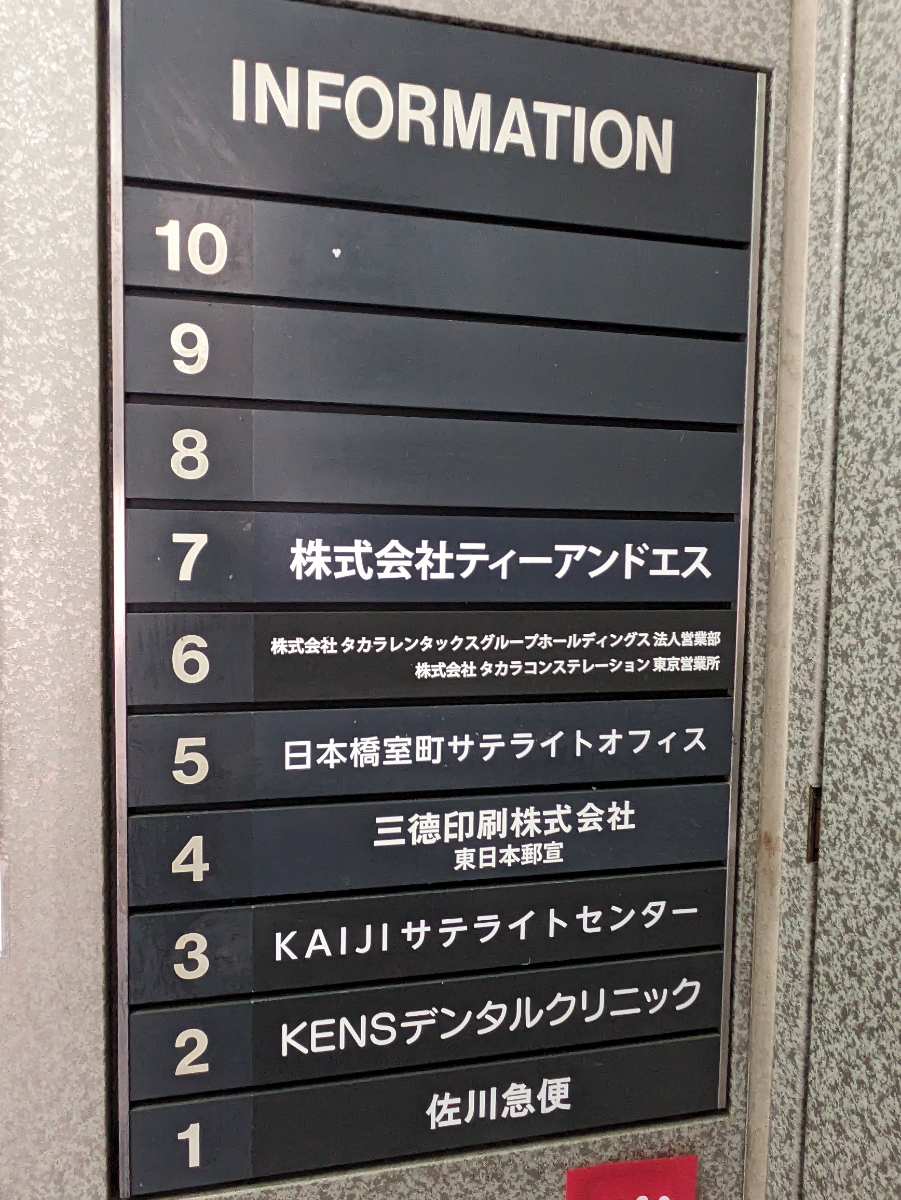 INFORMATION
10
9
8
7 株式会社ティーアンドエス
6 株式会社 タカラレンタックスグループホールディングス 法人営業部
株式会社 タカラコンステレーション 東京営業所
5 日本橋室町サテライトオフィス
4 三徳印刷株式会社
東日本郵宣
3 KAIJIサテライトセンター
2 KENSデンタルクリニック
1 佐川急便